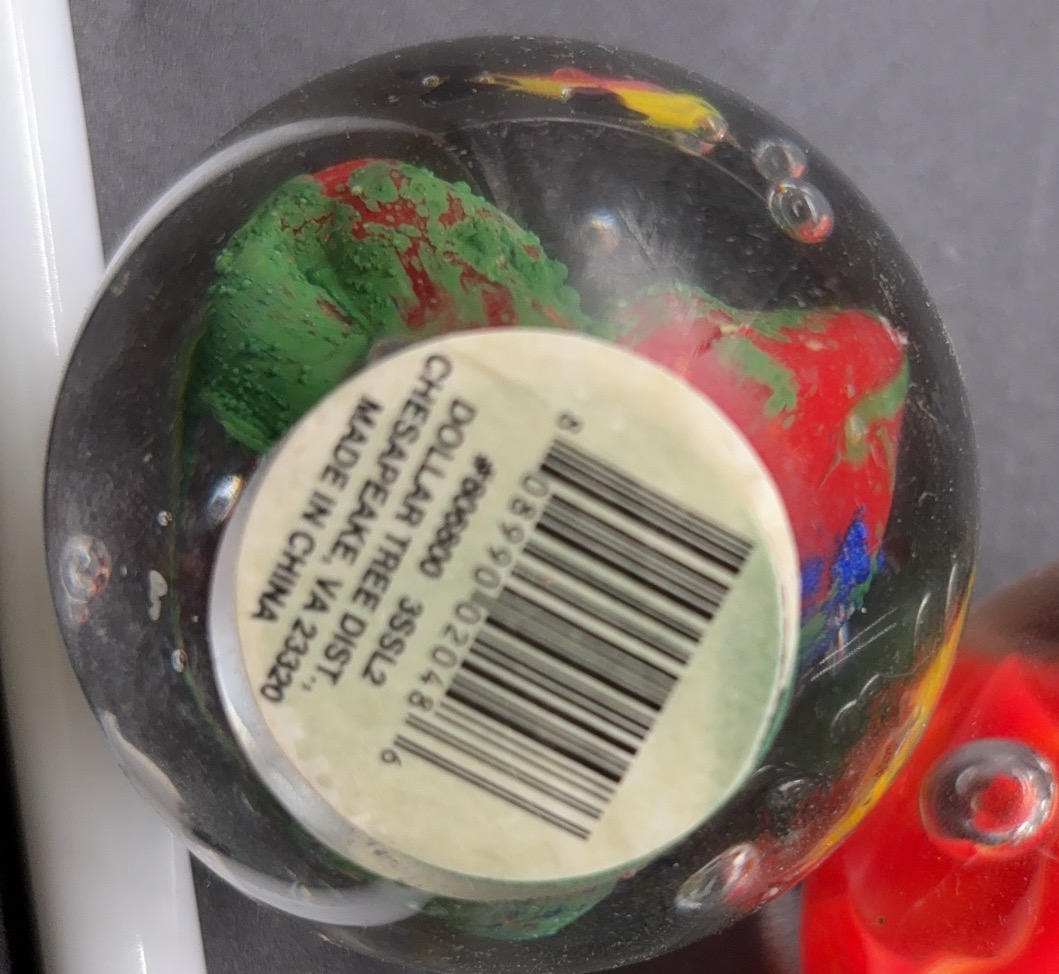 8 08990 02048 6
#806800 3SSL2
DOLLAR TREE DIST.,
CHESAPEAKE, VA 23320
MADE IN CHINA